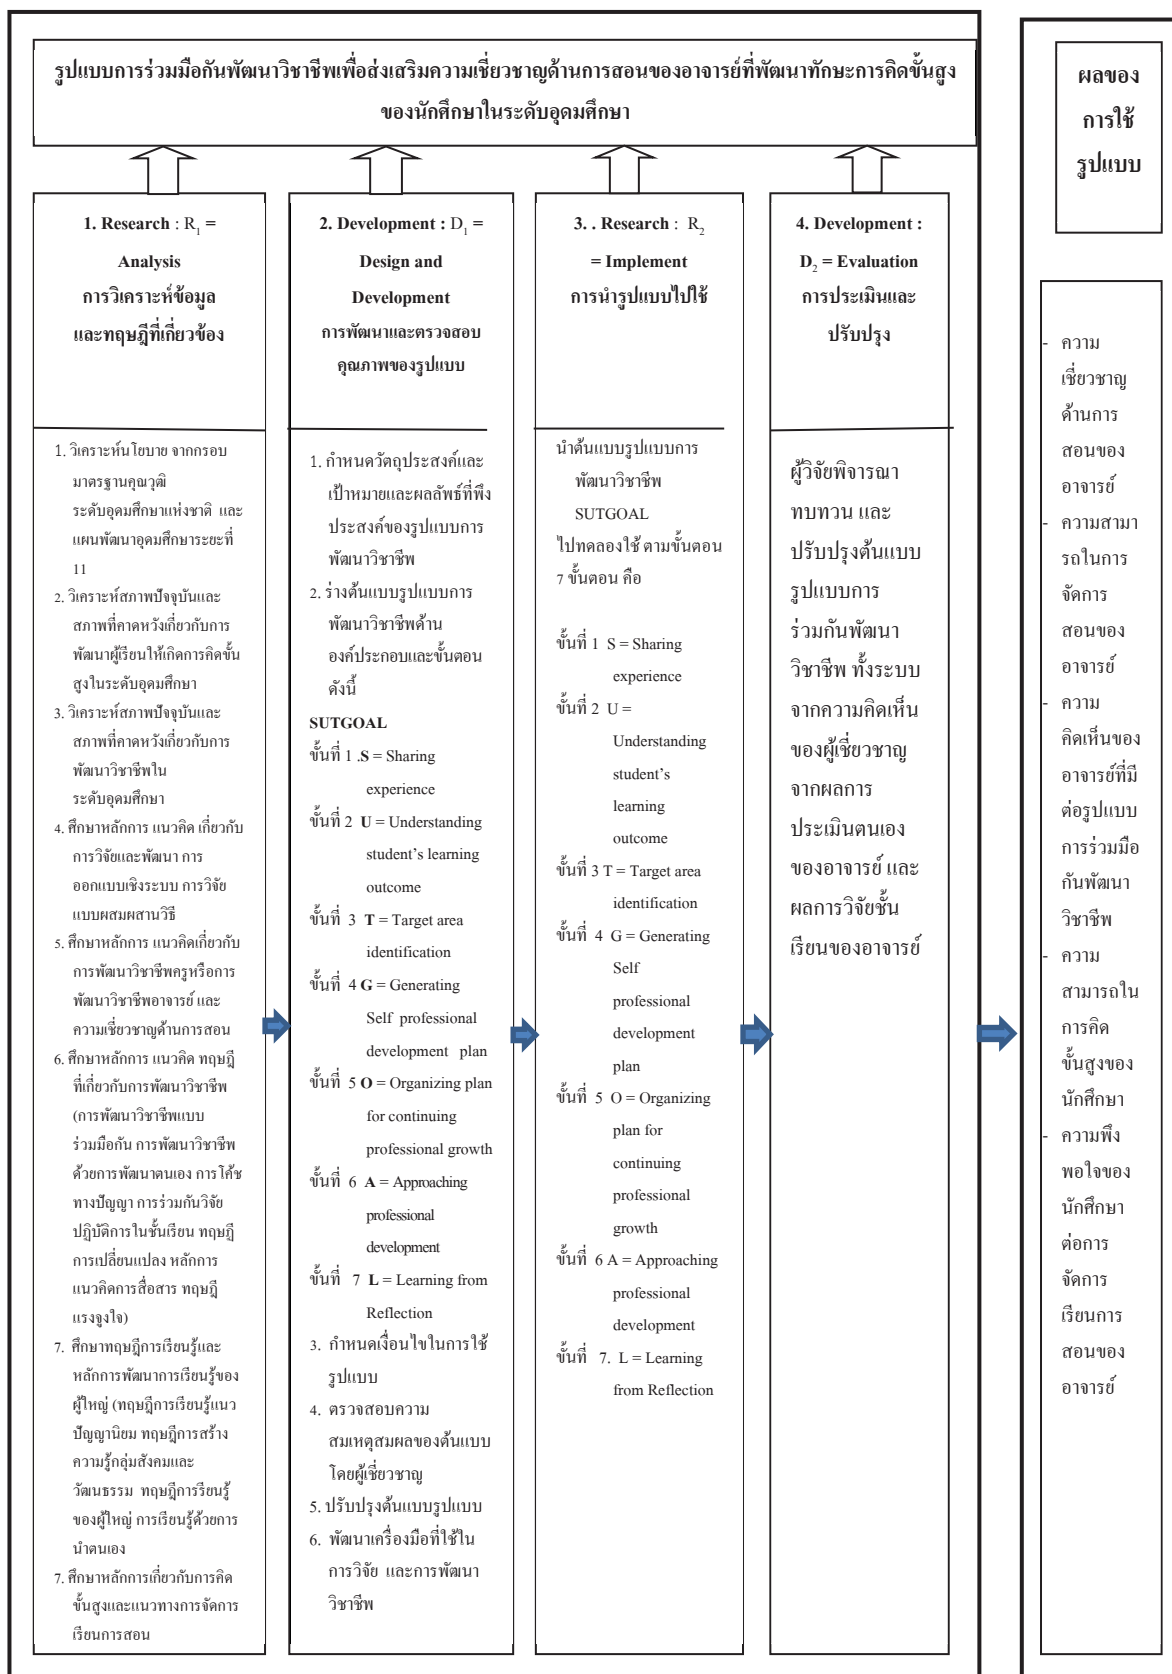 รูปแบบการร่วมมือกันพัฒนาวิชาชีพเพื่อส่งเสริมความเชี่ยวชาญด้านการสอนของอาจารย์ที่พัฒนาทักษะการคิดขั้นสูง
ของนักศึกษาในระดับอุดมศึกษา
1. Research : R₁ =
Analysis
การวิเคราะห์ข้อมูล
และทฤษฎีที่เกี่ยวข้อง
1. วิเคราะห์นโยบาย จากกรอบ
มาตรฐานคุณวุฒิ
ระดับอุดมศึกษาแห่งชาติ และ
แผนพัฒนาอุดมศึกษาระยะที่
11
2. วิเคราะห์สภาพปัจจุบันและ
สภาพที่คาดหวังเกี่ยวกับการ
พัฒนาผู้เรียนให้เกิดการคิดขั้น
สูงในระดับอุดมศึกษา
3. วิเคราะห์สภาพปัจจุบันและ
สภาพที่คาดหวังเกี่ยวกับการ
พัฒนาวิชาชีพใน
ระดับอุดมศึกษา
4. ศึกษาหลักการ แนวคิด เกี่ยวกับ
การวิจัยและพัฒนา การ
ออกแบบเชิงระบบ การวิจัย
แบบผสมผสานวิธี
5. ศึกษาหลักการ แนวคิดเกี่ยวกับ
การพัฒนาวิชาชีพครูหรือการ
พัฒนาวิชาชีพอาจารย์ และ
ความเชี่ยวชาญด้านการสอน
6. ศึกษาหลักการ แนวคิด ทฤษฎี
ที่เกี่ยวกับการพัฒนาวิชาชีพ
(การพัฒนาวิชาชีพแบบ
ร่วมมือกัน การพัฒนาวิชาชีพ
ด้วยการพัฒนาตนเอง การโค้ช
ทางปัญญา การร่วมกันวิจัย
ปฏิบัติการในชั้นเรียน ทฤษฎี
การเปลี่ยนแปลง หลักการ
แนวคิดการสื่อสาร ทฤษฎี
แรงจูงใจ)
7. ศึกษาทฤษฎีการเรียนรู้และ
หลักการพัฒนาการเรียนรู้ของ
ผู้ใหญ่ (ทฤษฎีการเรียนรู้แนว
ปัญญานิยม ทฤษฎีการสร้าง
ความรู้กลุ่มสังคมและ
วัฒนธรรม ทฤษฎีการเรียนรู้
ของผู้ใหญ่ การเรียนรู้ด้วยการ
นำตนเอง
7. ศึกษาหลักการเกี่ยวกับการคิด
ขั้นสูงและแนวทางการจัดการ
เรียนการสอน
2. Development : D₁ =
Design and
Development
การพัฒนาและตรวจสอบ
คุณภาพของรูปแบบ
1. กำหนดวัตถุประสงค์และ
เป้าหมายและผลลัพธ์ที่พึง
ประสงค์ของรูปแบบการ
พัฒนาวิชาชีพ
2. ร่างต้นแบบรูปแบบการ
พัฒนาวิชาชีพด้าน
องค์ประกอบและขั้นตอน
ดังนี้
SUTGOAL
ขั้นที่ 1 .S = Sharing
experience
ขั้นที่ 2 U = Understanding
student’s learning
outcome
ขั้นที่ 3 T = Target area
identification
ขั้นที่ 4 G = Generating
Self professional
development plan
ขั้นที่ 5 O = Organizing plan
for continuing
professional growth
ขั้นที่ 6 A = Approaching
professional
development
ขั้นที่ 7 L = Learning from
Reflection
3. กำหนดเงื่อนไขในการใช้
รูปแบบ
4. ตรวจสอบความ
สมเหตุสมผลของต้นแบบ
โดยผู้เชี่ยวชาญ
5. ปรับปรุงต้นแบบรูปแบบ
6. พัฒนาเครื่องมือที่ใช้ใน
การวิจัย และการพัฒนา
วิชาชีพ
3. . Research : R₂
= Implement
การนำรูปแบบไปใช้
นำต้นแบบรูปแบบการ
พัฒนาวิชาชีพ
SUTGOAL
ไปทดลองใช้ ตามขั้นตอน
7 ขั้นตอน คือ
ขั้นที่ 1 S = Sharing
experience
ขั้นที่ 2 U =
Understanding
student’s
learning
outcome
ขั้นที่ 3 T = Target area
identification
ขั้นที่ 4 G = Generating
Self
professional
development
plan
ขั้นที่ 5 O = Organizing
plan for
continuing
professional
growth
ขั้นที่ 6 A = Approaching
professional
development
ขั้นที่ 7. L = Learning
from Reflection
4. Development :
D₂ = Evaluation
การประเมินและ
ปรับปรุง
ผู้วิจัยพิจารณา
ทบทวน และ
ปรับปรุงต้นแบบ
รูปแบบการ
ร่วมกันพัฒนา
วิชาชีพ ทั้งระบบ
จากความคิดเห็น
ของผู้เชี่ยวชาญ
จากผลการ
ประเมินตนเอง
ของอาจารย์ และ
ผลการวิจัยชั้น
เรียนของอาจารย์
ผลของ
การใช้
รูปแบบ
- ความ
เชี่ยวชาญ
ด้านการ
สอนของ
อาจารย์
- ความสามา
รถในการ
จัดการ
สอนของ
อาจารย์
- ความ
คิดเห็นของ
อาจารย์ที่มี
ต่อรูปแบบ
การร่วมมือ
กันพัฒนา
วิชาชีพ
- ความ
สามารถใน
การคิด
ขั้นสูงของ
นักศึกษา
- ความพึง
พอใจของ
นักศึกษา
ต่อการ
จัดการ
เรียนการ
สอนของ
อาจารย์